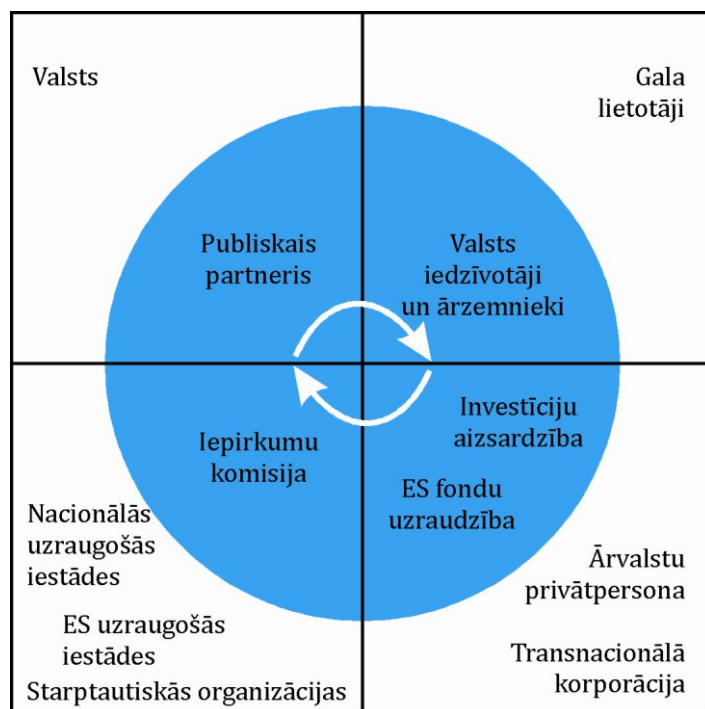 Valsts
Gala
lietotāji
Publiskais
partneris
Valsts
iedzīvotāji
un ārzemnieki
Iepirkumu
komisija
Investīciju
aizsardzība
ES fondu
uzraudzība
Nacionālās
uzraugošās
iestādes
ES uzraugošās
iestādes
Starptautiskās organizācijas
Ārvalstu
privātpersona
Transnacionālā
korporācija